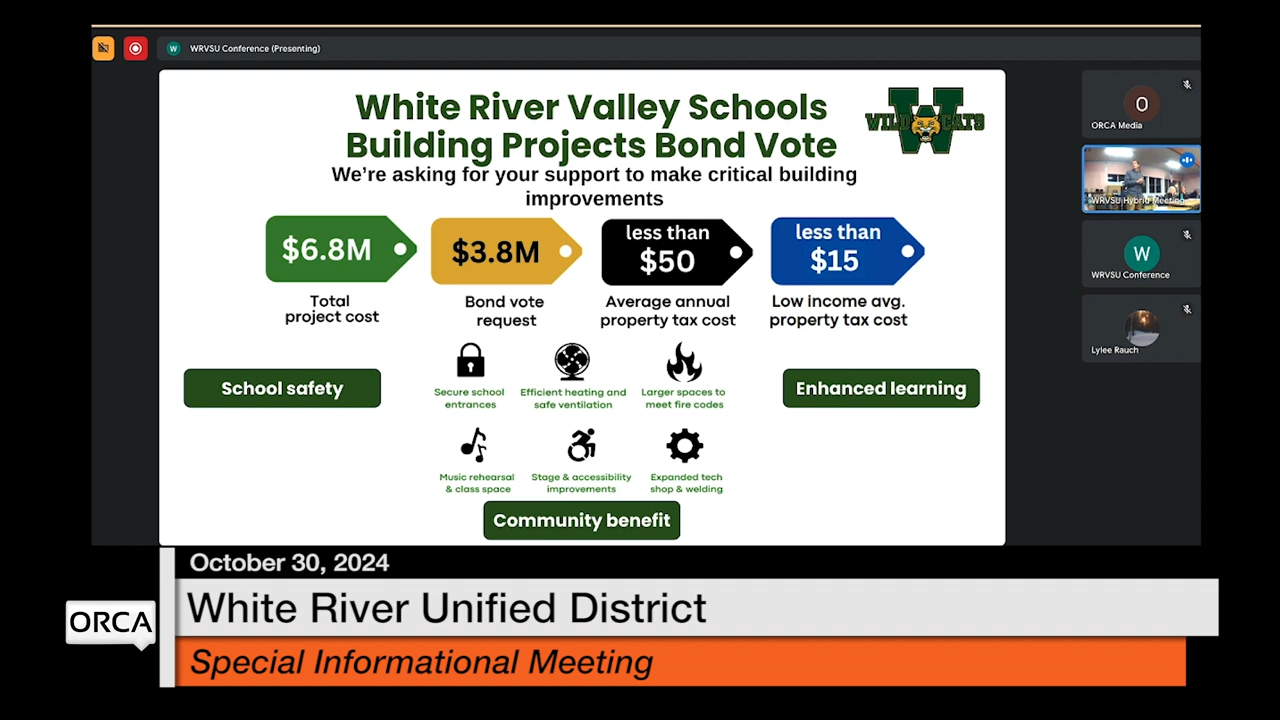 W WRVSU Conference (Presenting)
White River Valley Schools
Building Projects Bond Vote
W
WILDCATS
We're asking for your support to make critical building
improvements
$6.8M
$3.8M
less than
$50
less than
$15
Total
project cost
Bond vote
request
Average annual
property tax cost
Low income avg.
property tax cost
School safety
Secure school
entrances
Efficient heating and
safe ventilation
Larger spaces to
meet fire codes
Enhanced learning
Music rehearsal
& class space
Stage & accessibility
improvements
Expanded tech
shop & welding
Community benefit
O
ORCA Media
WRVSU Hybrid Meeting
W
WRVSU Conference
Lylee Rauch
October 30, 2024
ORCA
White River Unified District
Special Informational Meeting